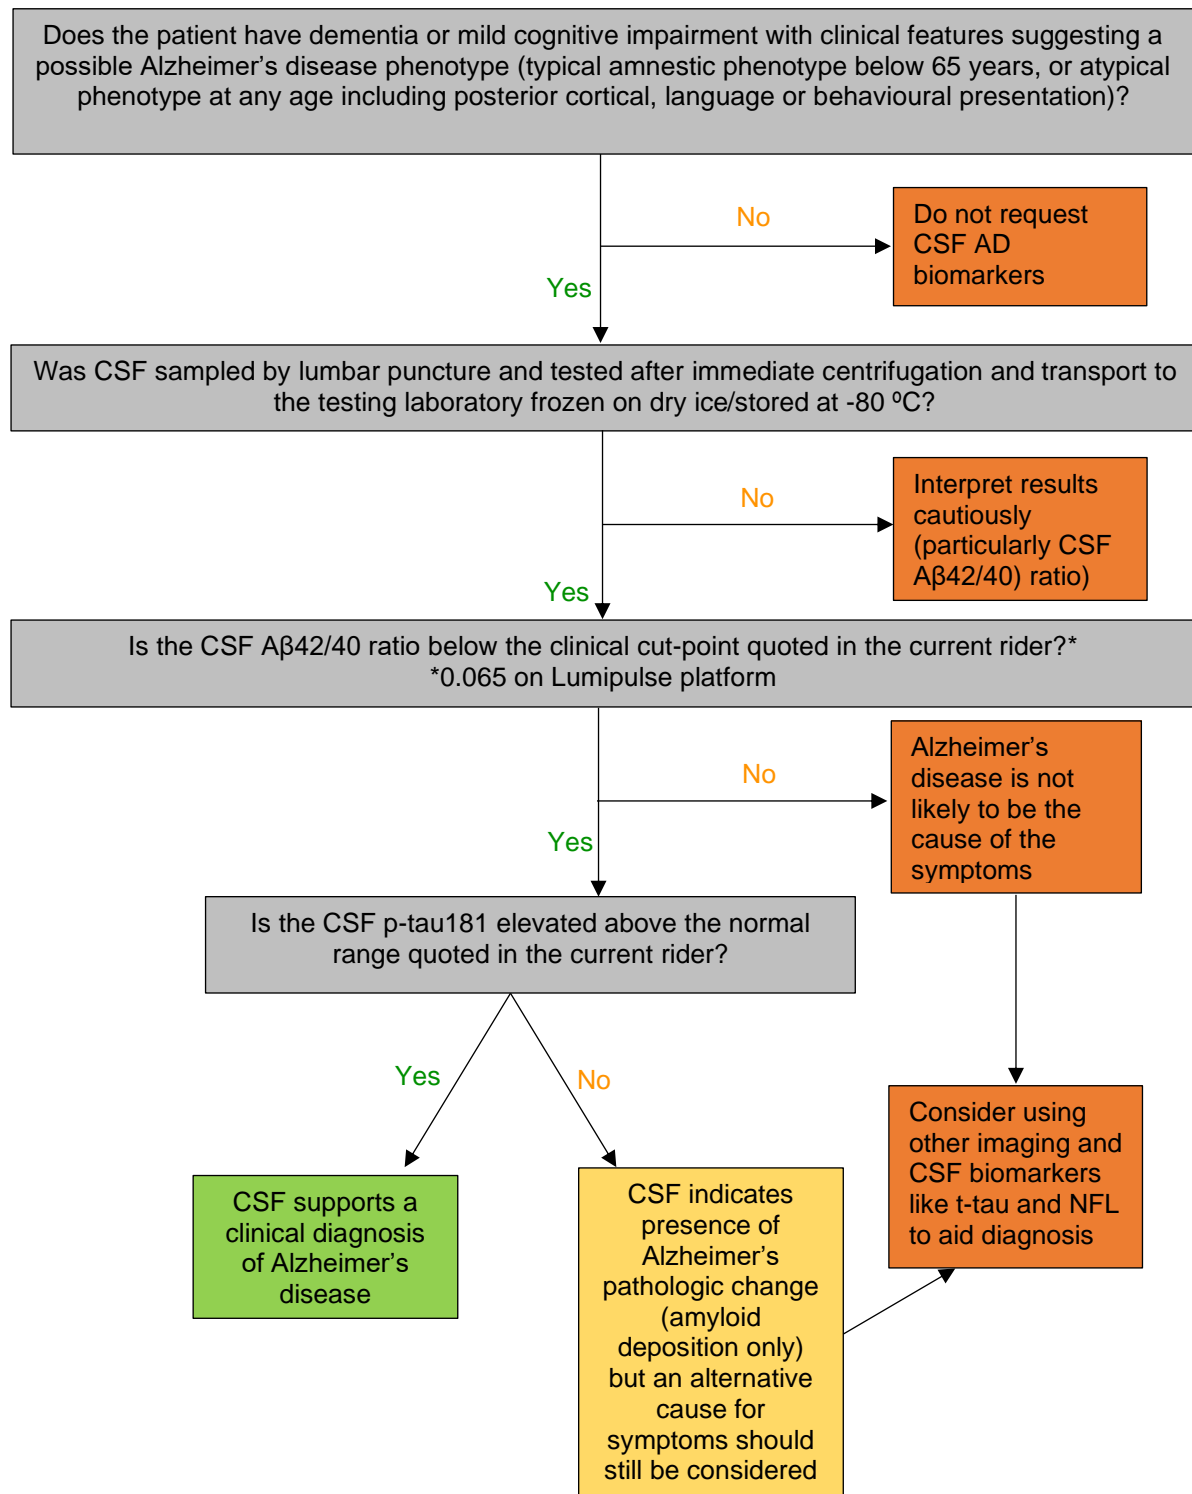 Does the patient have dementia or mild cognitive impairment with clinical features suggesting a
possible Alzheimer’s disease phenotype (typical amnestic phenotype below 65 years, or atypical
phenotype at any age including posterior cortical, language or behavioural presentation)?
No
Do not request
CSF AD
biomarkers
Yes
Was CSF sampled by lumbar puncture and tested after immediate centrifugation and transport to
the testing laboratory frozen on dry ice/stored at -80 ºC?
No
Interpret results
cautiously
(particularly CSF
Aβ42/40) ratio)
Yes
Is the CSF Aβ42/40 ratio below the clinical cut-point quoted in the current rider?*
*0.065 on Lumipulse platform
No
Alzheimer’s
disease is not
likely to be the
cause of the
symptoms
Yes
Is the CSF p-tau181 elevated above the normal
range quoted in the current rider?
Yes
No
CSF supports a
clinical diagnosis
of Alzheimer’s
disease
CSF indicates
presence of
Alzheimer’s
pathologic change
(amyloid
deposition only)
but an alternative
cause for
symptoms should
still be considered
Consider using
other imaging and
CSF biomarkers
like t-tau and NFL
to aid diagnosis